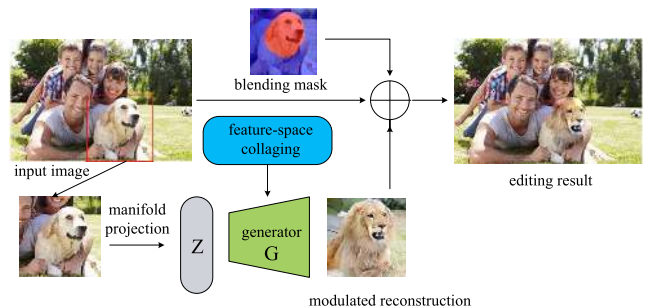 blending mask
feature-space
collaging
input image
editing result
manifold
projection
Z
generator
G
modulated reconstruction